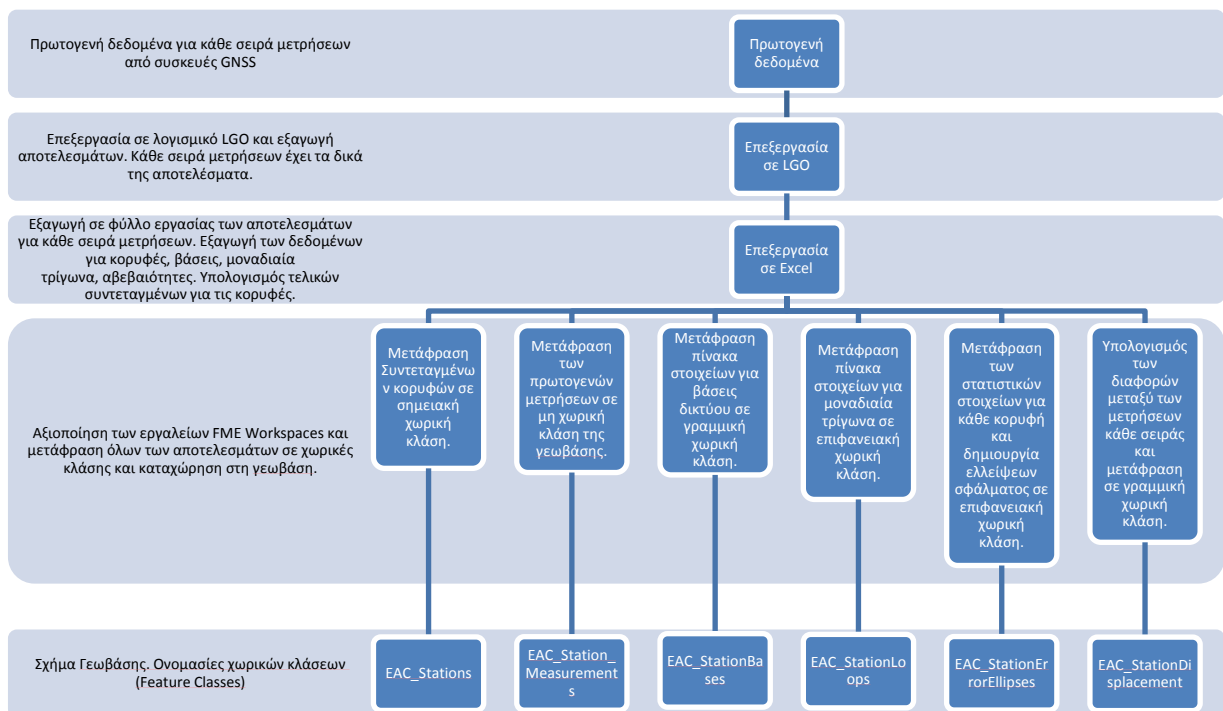 Πρωτογενή δεδομένα για κάθε σειρά μετρήσεων
από συσκευές GNSS
Πρωτογενή
δεδομένα
Επεξεργασία σε λογισμικό LGO και εξαγωγή
αποτελεσμάτων. Κάθε σειρά μετρήσεων έχει τα δικά
της αποτελέσματα.
Επεξεργασία
σε LGO
Εξαγωγή σε φύλλο εργασίας των αποτελεσμάτων
για κάθε σειρά μετρήσεων. Εξαγωγή των δεδομένων
για κορυφές, βάσεις, μοναδιαία
τρίγωνα, αβεβαιότητες. Υπολογισμός τελικών
συντεταγμένων για τις κορυφές.
Επεξεργασία
σε Excel
Αξιοποίηση των εργαλείων FME Workspaces και
μετάφραση όλων των αποτελεσμάτων σε χωρικές
κλάσης και καταχώρηση στη γεωβάση.
Μετάφραση
Συντεταγμένω
ν κορυφών σε
σημειακή
χωρική
κλάση.
Μετάφραση
των
πρωτογενών
μετρήσεων σε
μη χωρική
κλάση της
γεωβάσης.
Μετάφραση
πίνακα
στοιχείων για
βάσεις
δικτύου σε
γραμμική
χωρική
κλάση.
Μετάφραση
πίνακα
στοιχείων για
μοναδιαία
τρίγωνα σε
επιφανειακή
χωρική
κλάση.
Μετάφραση
των
στατιστικών
στοιχείων για
κάθε κορυφή
και
δημιουργία
ελλείψεων
σφάλματος σε
επιφανειακή
χωρική
κλάση.
Υπολογισμός
των
διαφορών
μεταξύ των
μετρήσεων
κάθε σειράς
και
μετάφραση
σε γραμμική
χωρική
κλάση.
Σχήμα Γεωβάσης. Ονομασίες χωρικών κλάσεων
(Feature Classes)
EAC_Stations
EAC_Station_
Measurement
s
EAC_StationBa
ses
EAC_StationLo
ops
EAC_StationEr
rorEllipses
EAC_StationDi
splacement